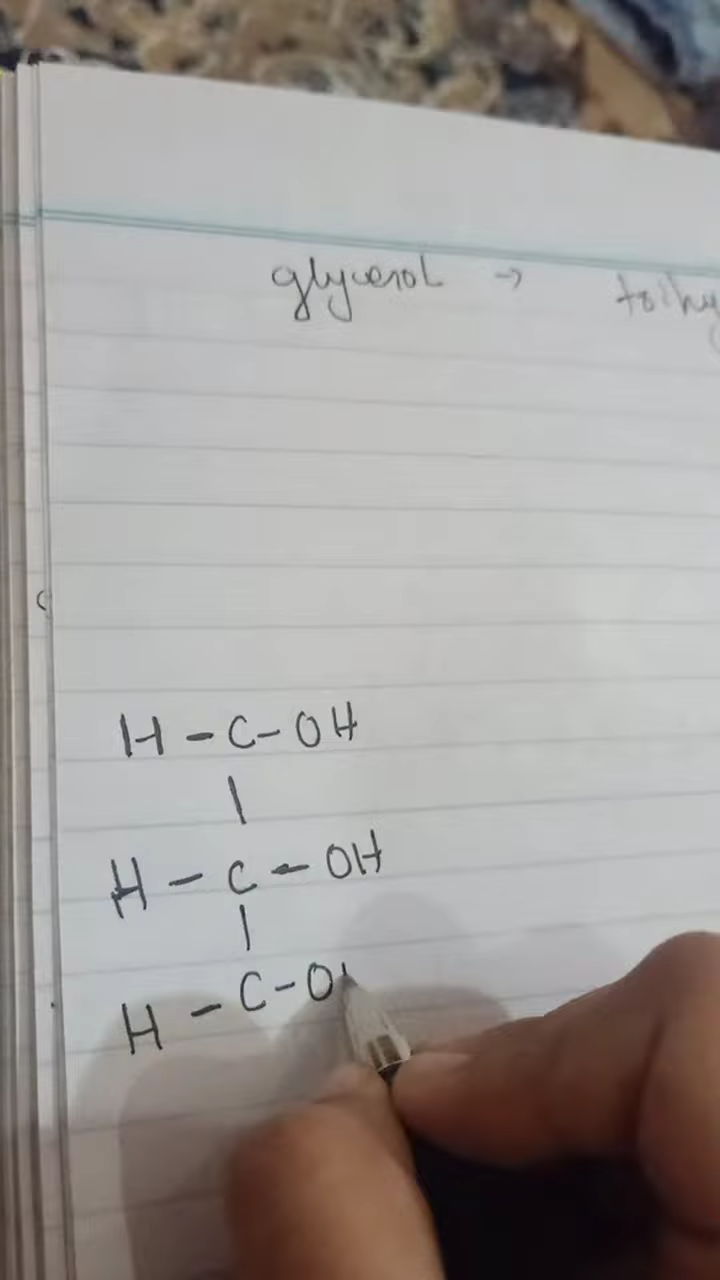 glycerol →
H - C - OH
|
H - C - OH
|
H - C - O